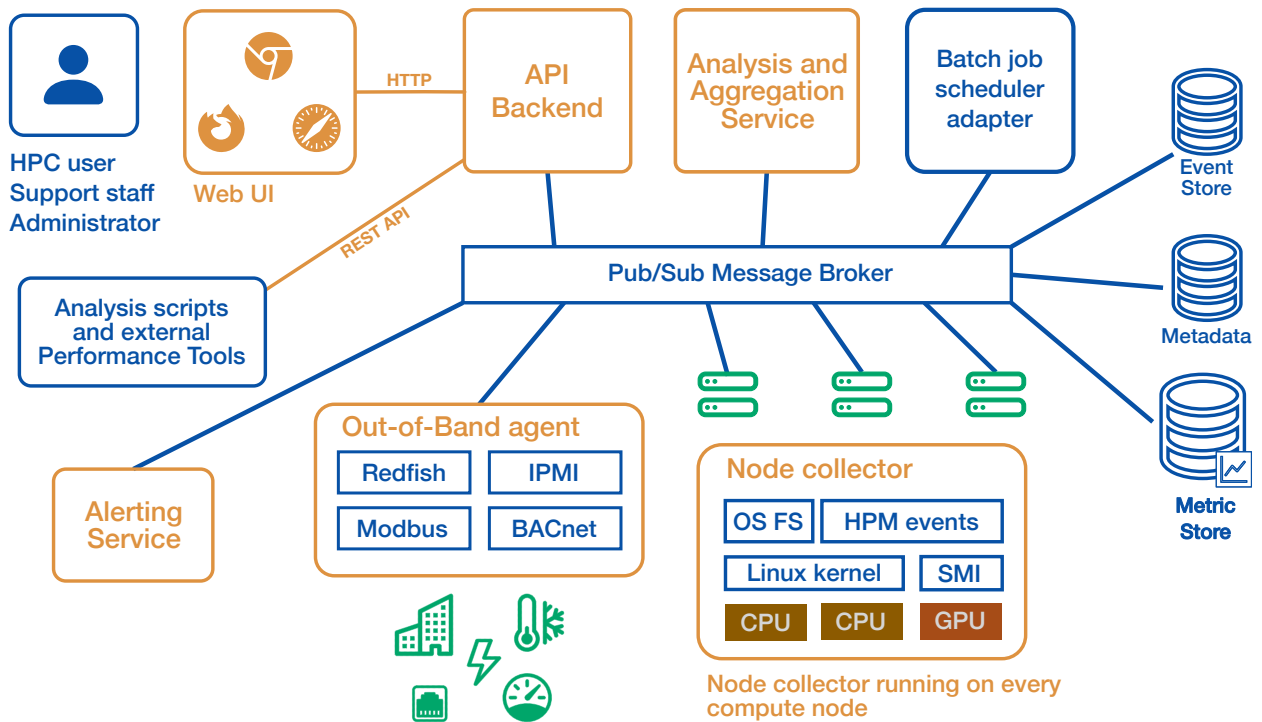 HPC user
Support staff
Administrator
Web UI
HTTP
API
Backend
REST API
Analysis and
Aggregation
Service
Batch job
scheduler
adapter
Event
Store
Pub/Sub Message Broker
Metadata
Analysis scripts
and external
Performance Tools
Metric
Store
Alerting
Service
Out-of-Band agent
Redfish
IPMI
Modbus
BACnet
Node collector
OS FS
HPM events
Linux kernel
SMI
CPU
CPU
GPU
Node collector running on every
compute node